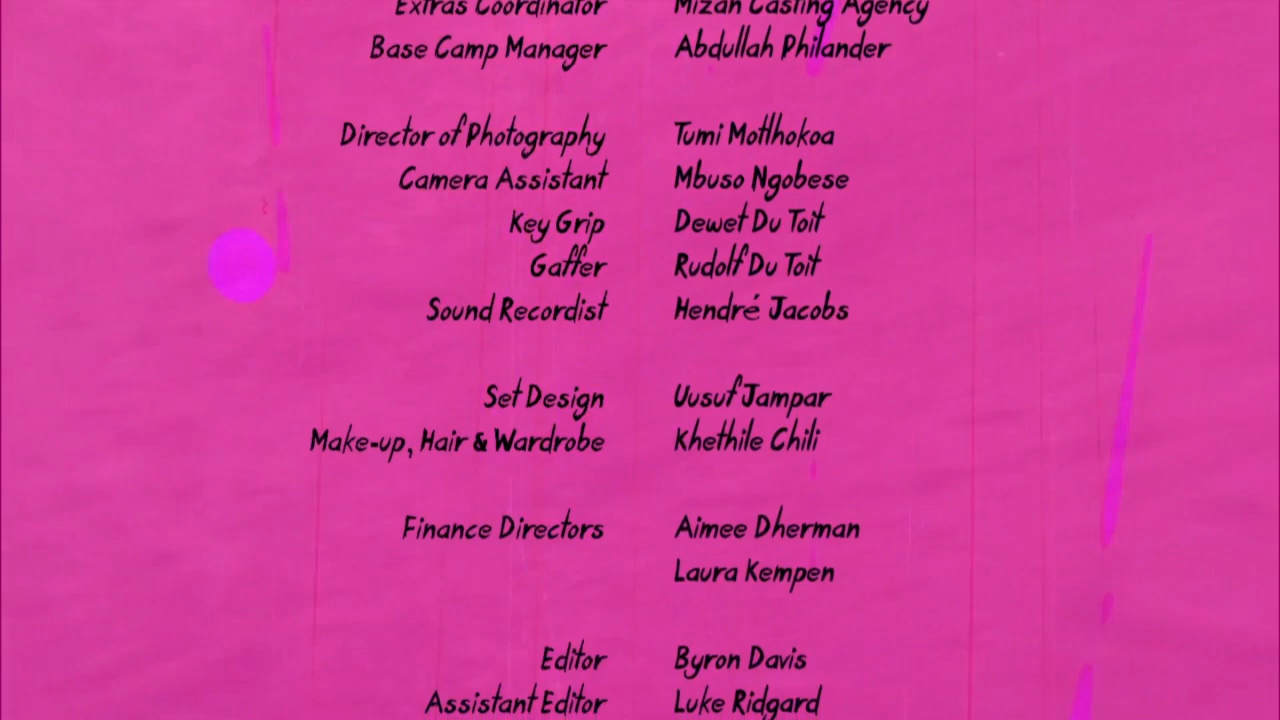 Extras Coordinator Mizan Casting Agency
Base Camp Manager Abdullah Philander
Director of Photography Tumi Motlhokoa
Camera Assistant Mbuso Ngobese
Key Grip Dewet Du Toit
Gaffer Rudolf Du Toit
Sound Recordist Hendré Jacobs
Set Design Uusuf Jampar
Make-up, Hair & Wardrobe Khethile Chili
Finance Directors Aimee Dherman
Laura Kempen
Editor Byron Davis
Assistant Editor Luke Ridgard